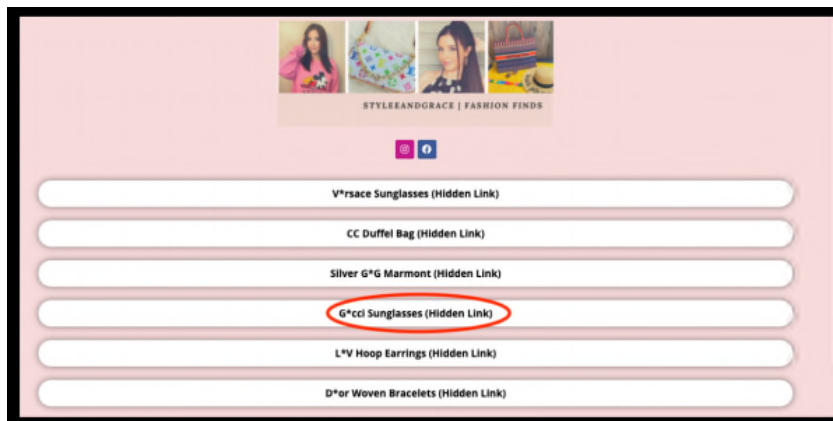 STYLEEANDGRACE | FASHION FINDS
V*rsace Sunglasses (Hidden Link)
CC Duffel Bag (Hidden Link)
Silver G*G Marmont (Hidden Link)
G*cci Sunglasses (Hidden Link)
L*V Hoop Earrings (Hidden Link)
D*or Woven Bracelets (Hidden Link)